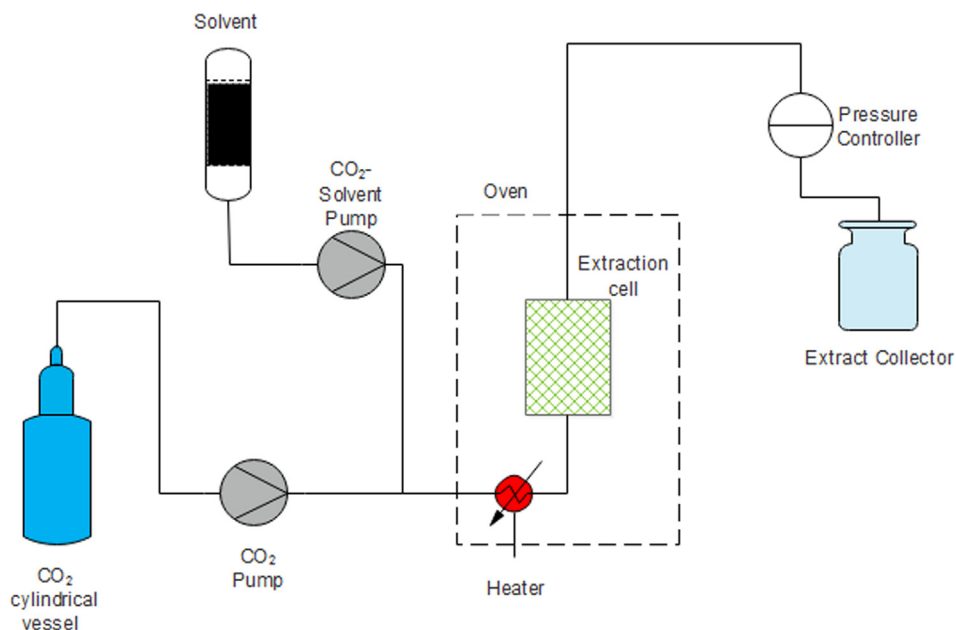 Solvent
CO₂-
Solvent
Pump
Oven
Pressure
Controller
Extraction
cell
Extract Collector
CO₂
Pump
Heater
CO₂
cylindrical
vessel